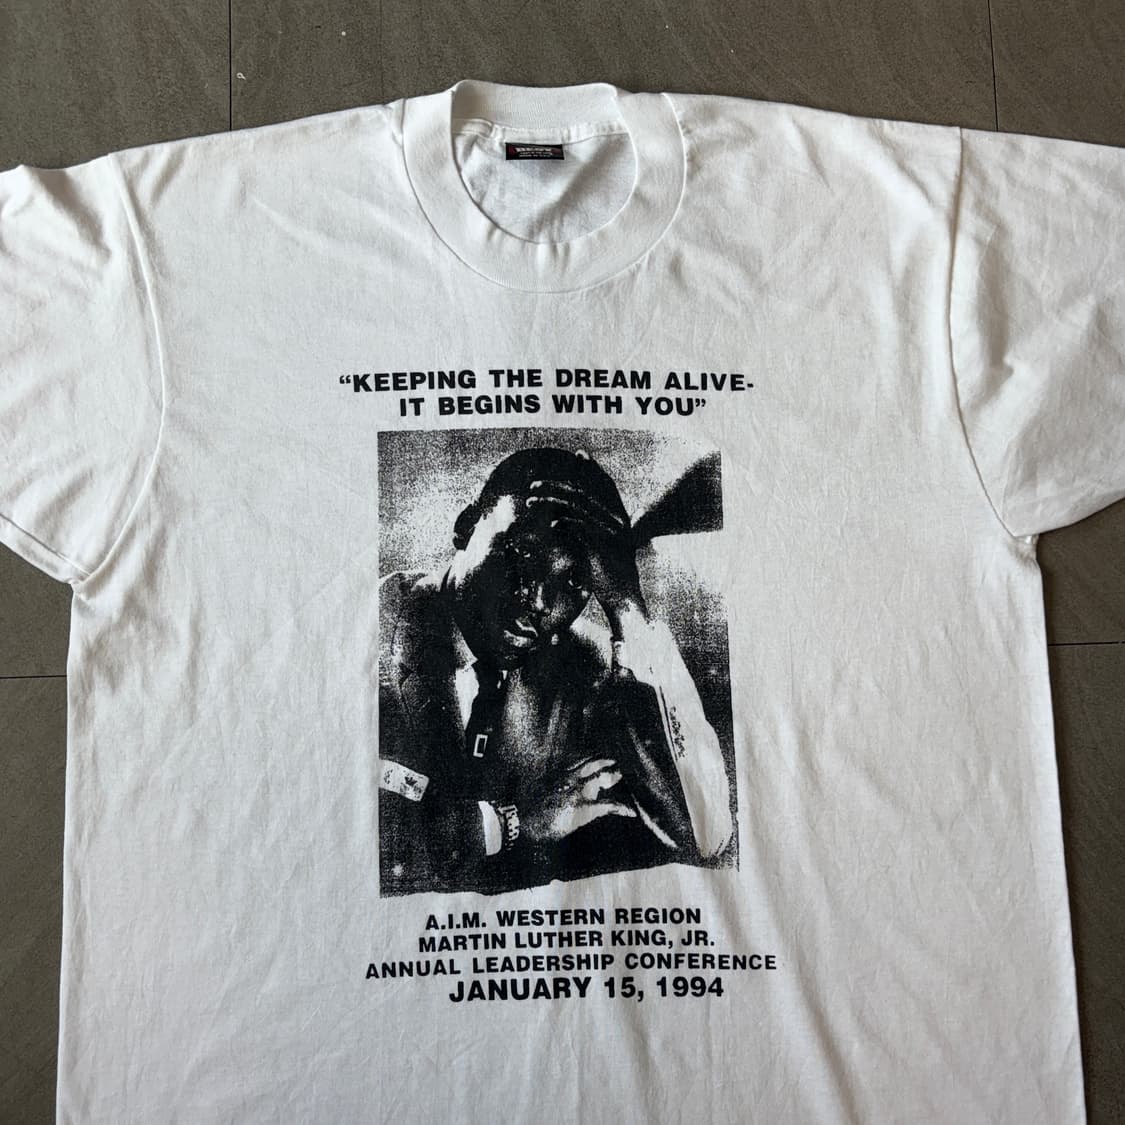 BEST
“KEEPING THE DREAM ALIVE-
IT BEGINS WITH YOU”
A.I.M. WESTERN REGION
MARTIN LUTHER KING, JR.
ANNUAL LEADERSHIP CONFERENCE
JANUARY 15, 1994